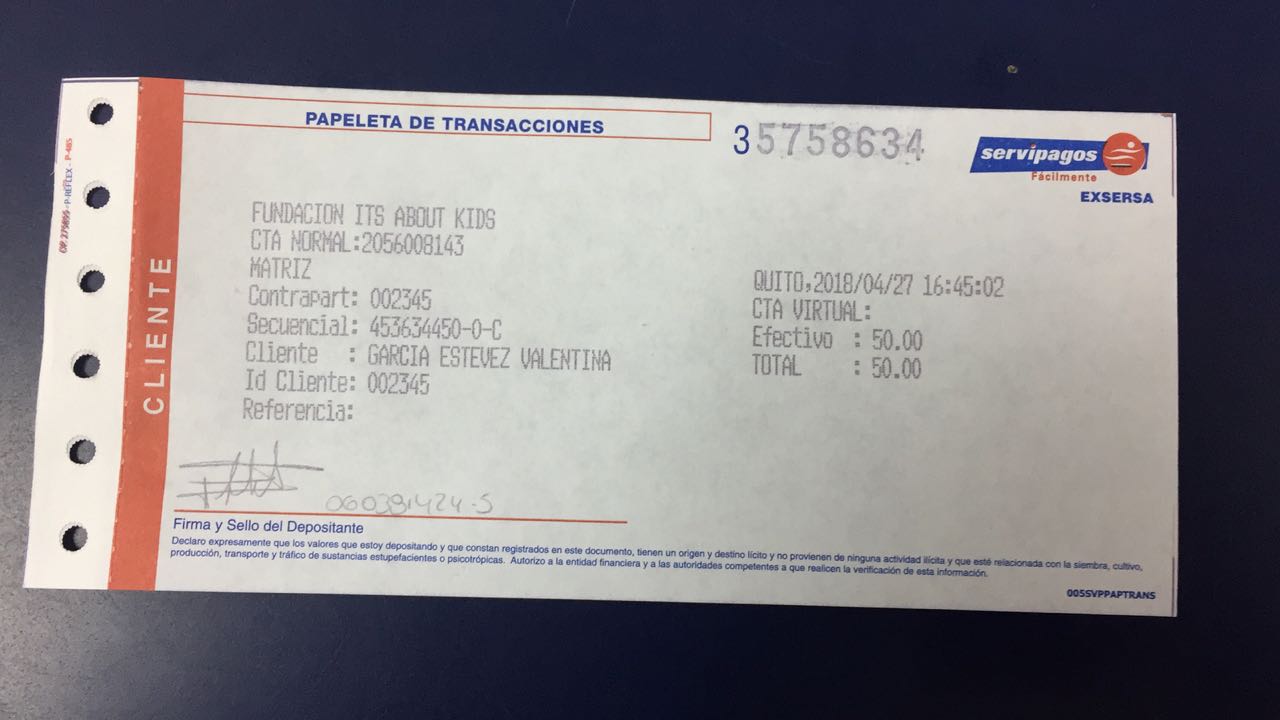 PAPELETA DE TRANSACCIONES
35758634
servipagos
Fácilmente
EXSERSA
CLIENTE
FUNDACION ITS ABOUT KIDS
CTA NORMAL:2056008143
MATRIZ
Contrapart: 002345
Secuencial: 453634450-0-C
Cliente : GARCIA ESTEVEZ VALENTINA
Id Cliente: 002345
Referencia:
QUITO,2018/04/27 16:45:02
CTA VIRTUAL:
Efectivo : 50.00
TOTAL : 50.00
060391424-5
Firma y Sello del Depositante
Declaro expresamente que los valores que estoy depositando y que constan registrados en este documento, tienen un origen y destino lícito y no provienen de ninguna actividad ilícita y que esté relacionada con la siembra, cultivo,
producción, transporte y tráfico de sustancias estupefacientes o psicotrópicas. Autorizo a la entidad financiera y a las autoridades competentes a que realicen la verificación de esta información.
005SVPPAPTRANS